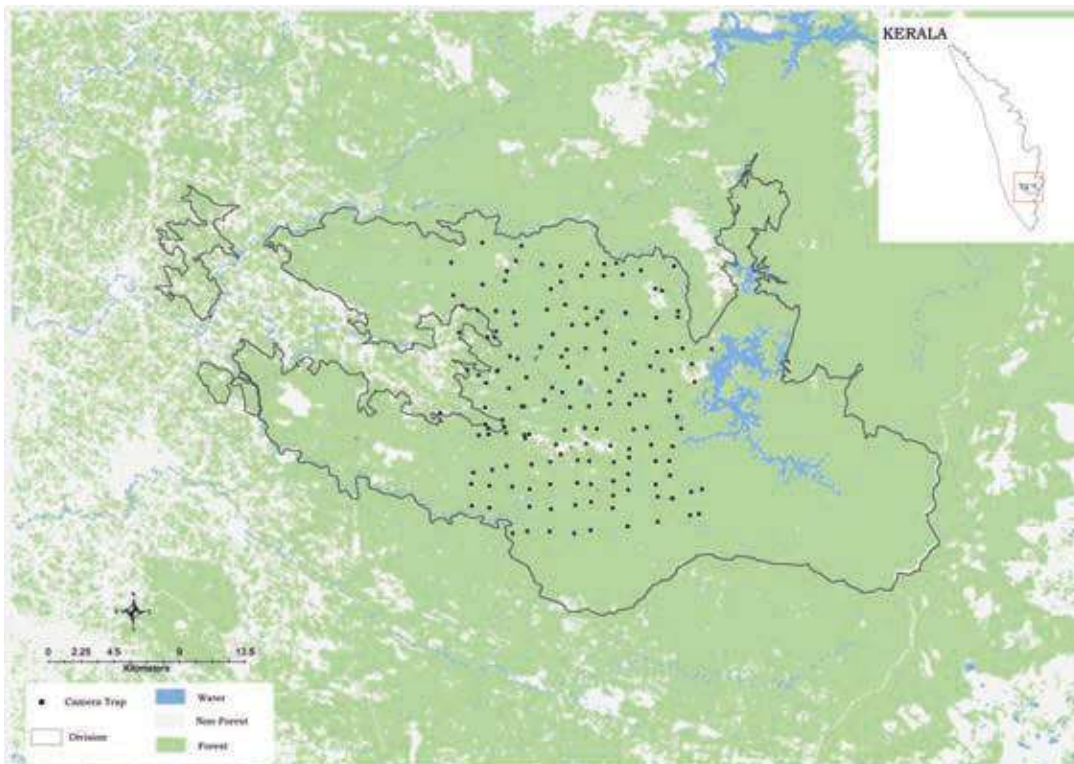 KERALA
0 2.25 4.5 9 13.5
Kilometers
Camera Trap
Division
Water
Non-Forest
Forest